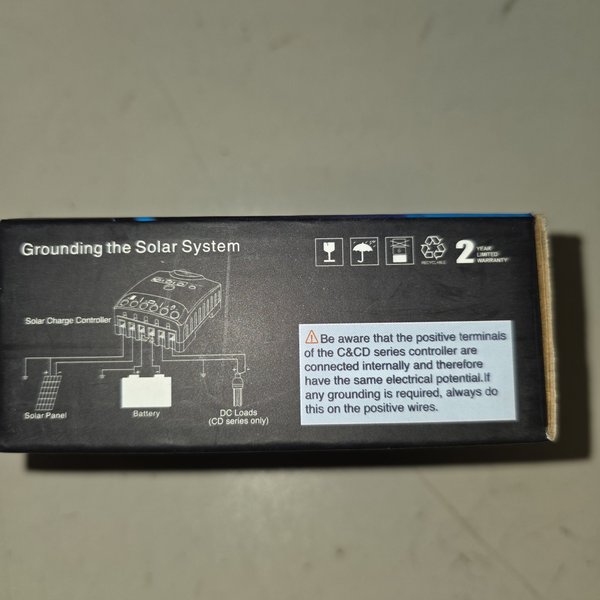 Grounding the Solar System
RECYCLABLE
2 YEAR
LIMITED
WARRANTY
Solar Charge Controller
Solar Panel
Battery
DC Loads
(CD series only)
⚠ Be aware that the positive terminals
of the C&CD series controller are
connected internally and therefore
have the same electrical potential.If
any grounding is required, always do
this on the positive wires.